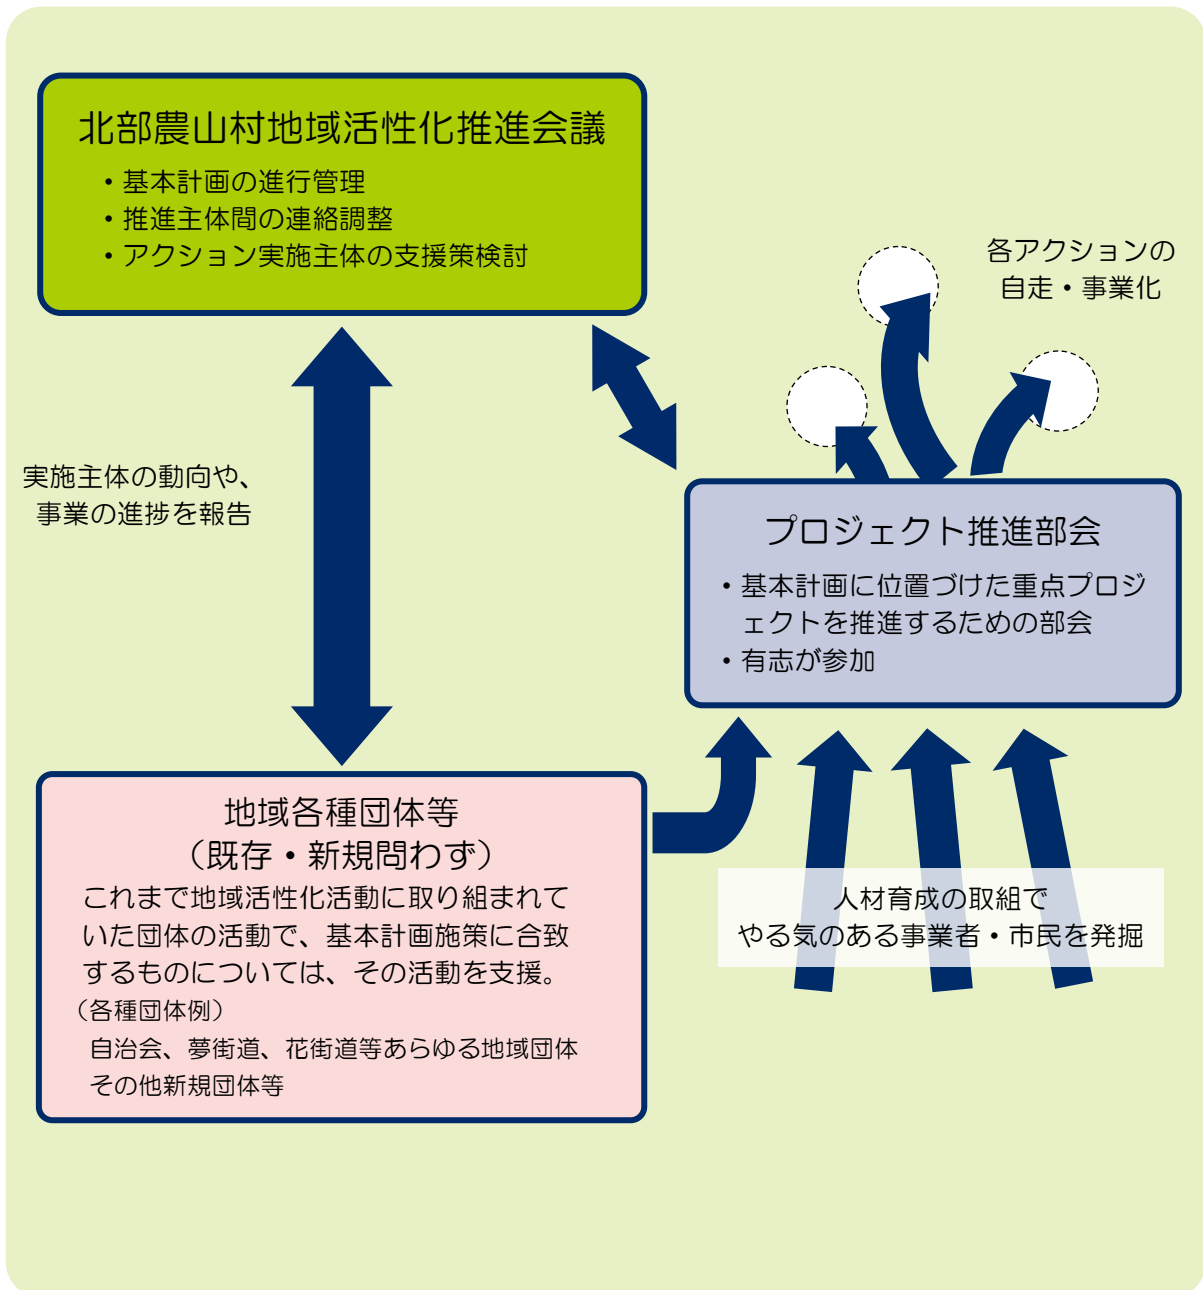 北部農山村地域活性化推進会議
・基本計画の進行管理
・推進主体間の連絡調整
・アクション実施主体の支援策検討
各アクションの
自走・事業化
実施主体の動向や、
事業の進捗を報告
プロジェクト推進部会
・基本計画に位置づけた重点プロジ
ェクトを推進するための部会
・有志が参加
地域各種団体等
（既存・新規問わず）
これまで地域活性化活動に取り組まれて
いた団体の活動で、基本計画施策に合致
するものについては、その活動を支援。
（各種団体例）
自治会、夢街道、花街道等あらゆる地域団体
その他新規団体等
人材育成の取組で
やる気のある事業者・市民を発掘